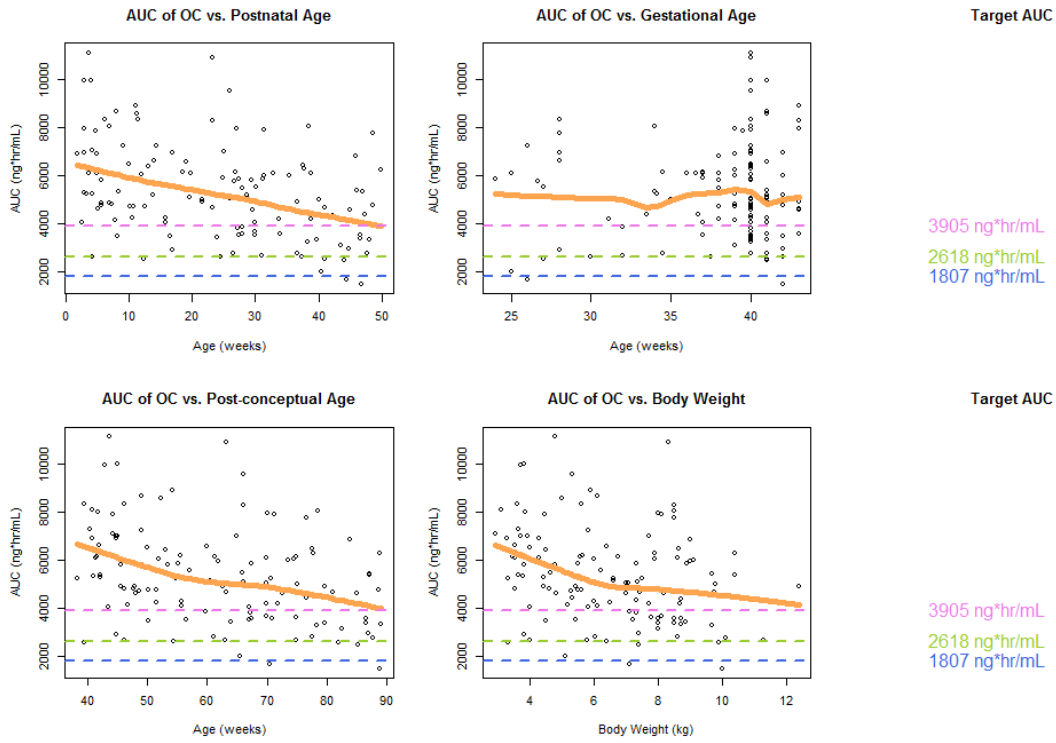 AUC of OC vs. Postnatal Age
AUC of OC vs. Gestational Age
Target AUC
AUC (ng*hr/mL)
2000 4000 6000 8000 10000
0 10 20 30 40 50
Age (weeks)
AUC (ng*hr/mL)
2000 4000 6000 8000 10000
25 30 35 40
Age (weeks)
3905 ng*hr/mL
2618 ng*hr/mL
1807 ng*hr/mL
AUC of OC vs. Post-conceptual Age
AUC of OC vs. Body Weight
Target AUC
AUC (ng*hr/mL)
2000 4000 6000 8000 10000
40 50 60 70 80 90
Age (weeks)
AUC (ng*hr/mL)
2000 4000 6000 8000 10000
4 6 8 10 12
Body Weight (kg)
3905 ng*hr/mL
2618 ng*hr/mL
1807 ng*hr/mL